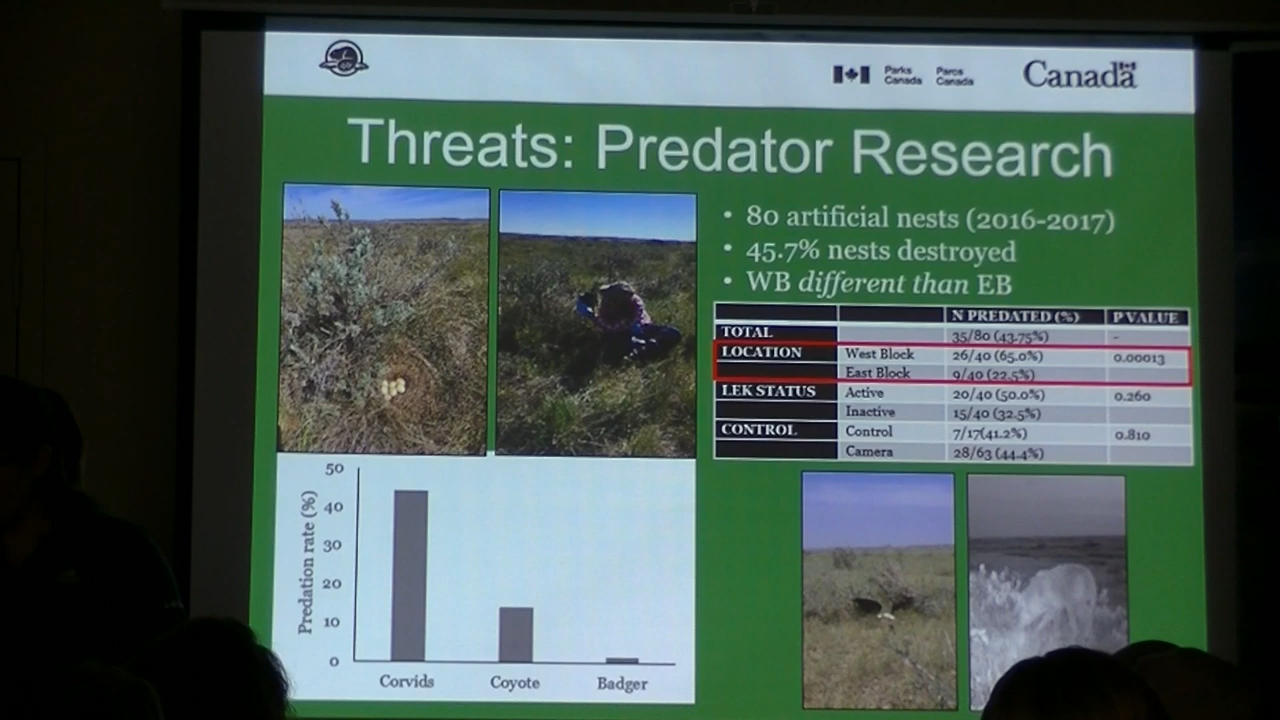 Parks Canada Parcs Canada Canada
Threats: Predator Research
• 80 artificial nests (2016-2017)
• 45.7% nests destroyed
• WB different than EB
N PREDATED (%) P VALUE
TOTAL 35/80 (43.75%) -
LOCATION West Block 26/40 (65.0%) 0.00013
East Block 9/40 (22.5%)
LEK STATUS Active 20/40 (50.0%) 0.260
Inactive 15/40 (32.5%)
CONTROL Control 7/17(41.2%) 0.810
Camera 28/63 (44.4%)
Predation rate (%)
50
40
30
20
10
0
Corvids Coyote Badger